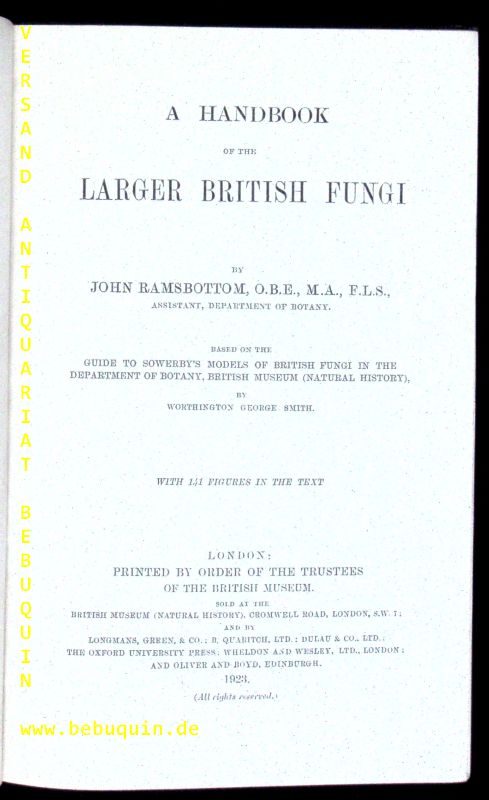 A HANDBOOK
OF THE
LARGER BRITISH FUNGI
BY
JOHN RAMSBOTTOM, O.B.E., M.A., F.L.S.,
ASSISTANT, DEPARTMENT OF BOTANY.
BASED ON THE
GUIDE TO SOWERBY'S MODELS OF BRITISH FUNGI IN THE
DEPARTMENT OF BOTANY, BRITISH MUSEUM (NATURAL HISTORY),
BY
WORTHINGTON GEORGE SMITH.
WITH 141 FIGURES IN THE TEXT
LONDON:
PRINTED BY ORDER OF THE TRUSTEES
OF THE BRITISH MUSEUM.
SOLD AT THE
BRITISH MUSEUM (NATURAL HISTORY), CROMWELL ROAD, LONDON, S.W. 7;
AND BY
LONGMANS, GREEN, & CO.; B. QUARITCH, LTD.; DULAU & CO., LTD.;
THE OXFORD UNIVERSITY PRESS; WHELDON AND WESLEY, LTD., LONDON;
AND OLIVER AND BOYD, EDINBURGH.
1923.
(All rights reserved.)
VERSAND ANTIQUARIAT BEBUQUIN
www.bebuquin.de